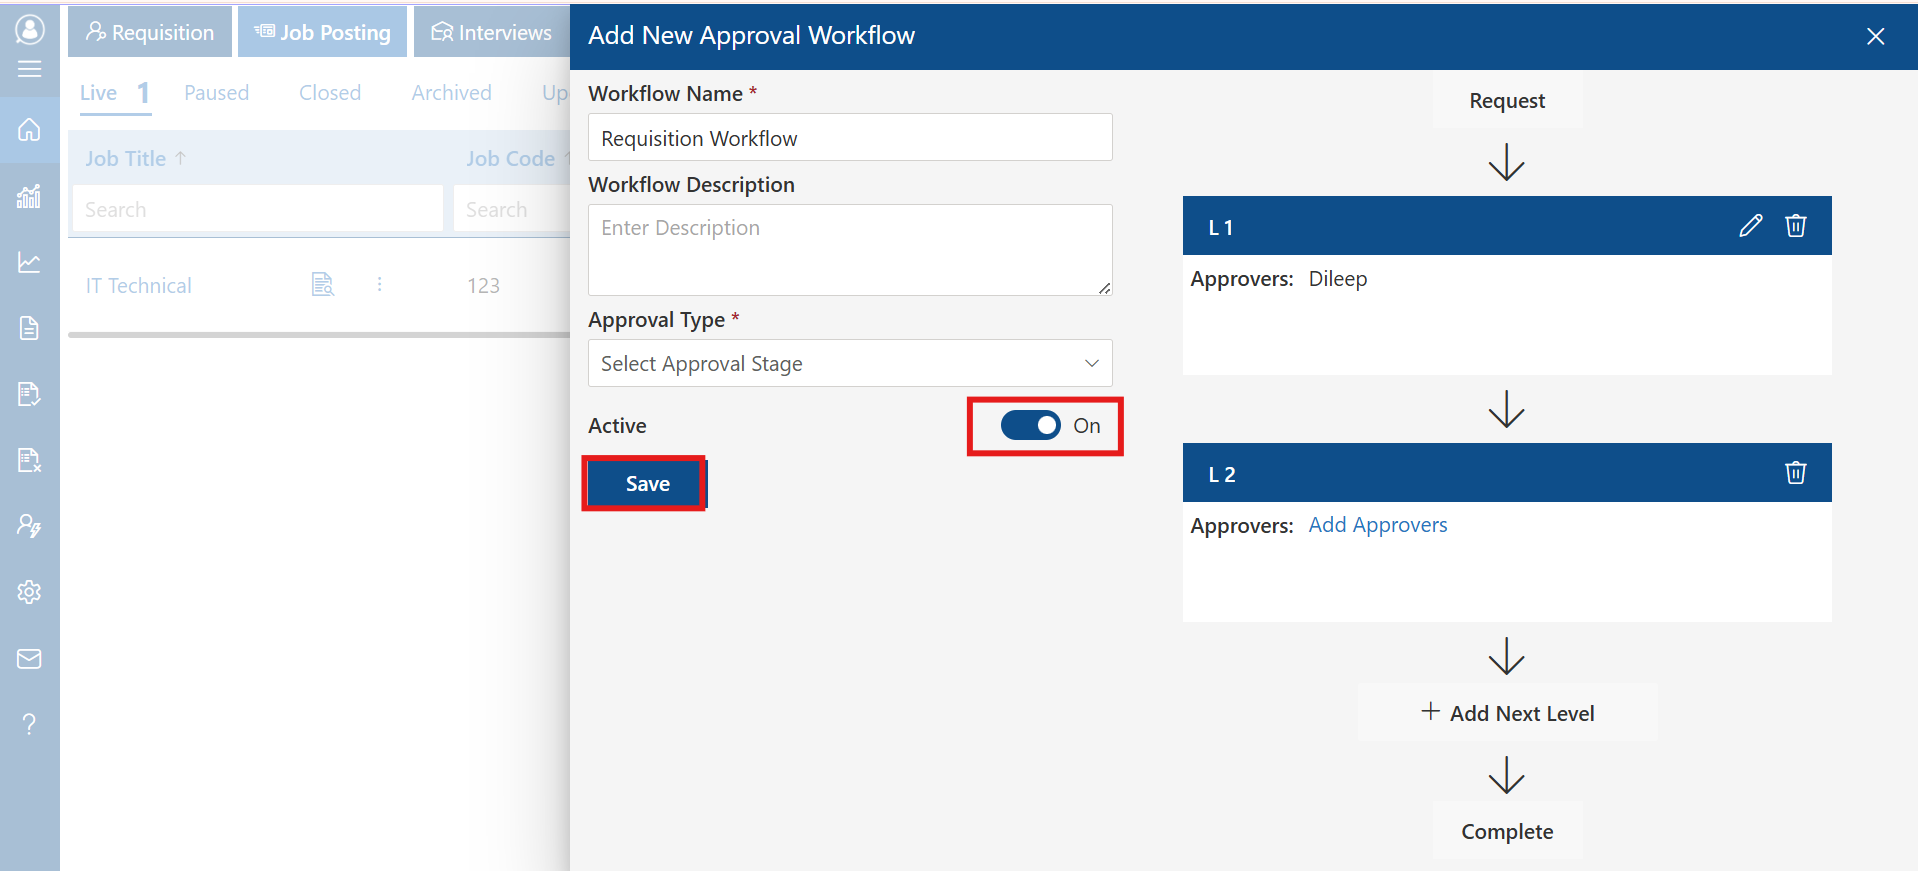 Requisition
Job Posting
Interviews
Live 1
Paused
Closed
Archived
Job Title
Job Code
Search
Search
IT Technical
123
Add New Approval Workflow
Workflow Name *
Requisition Workflow
Workflow Description
Enter Description
Approval Type *
Select Approval Stage
Active
On
Save
Request
L 1
Approvers: Dileep
L 2
Approvers: Add Approvers
+ Add Next Level
Complete